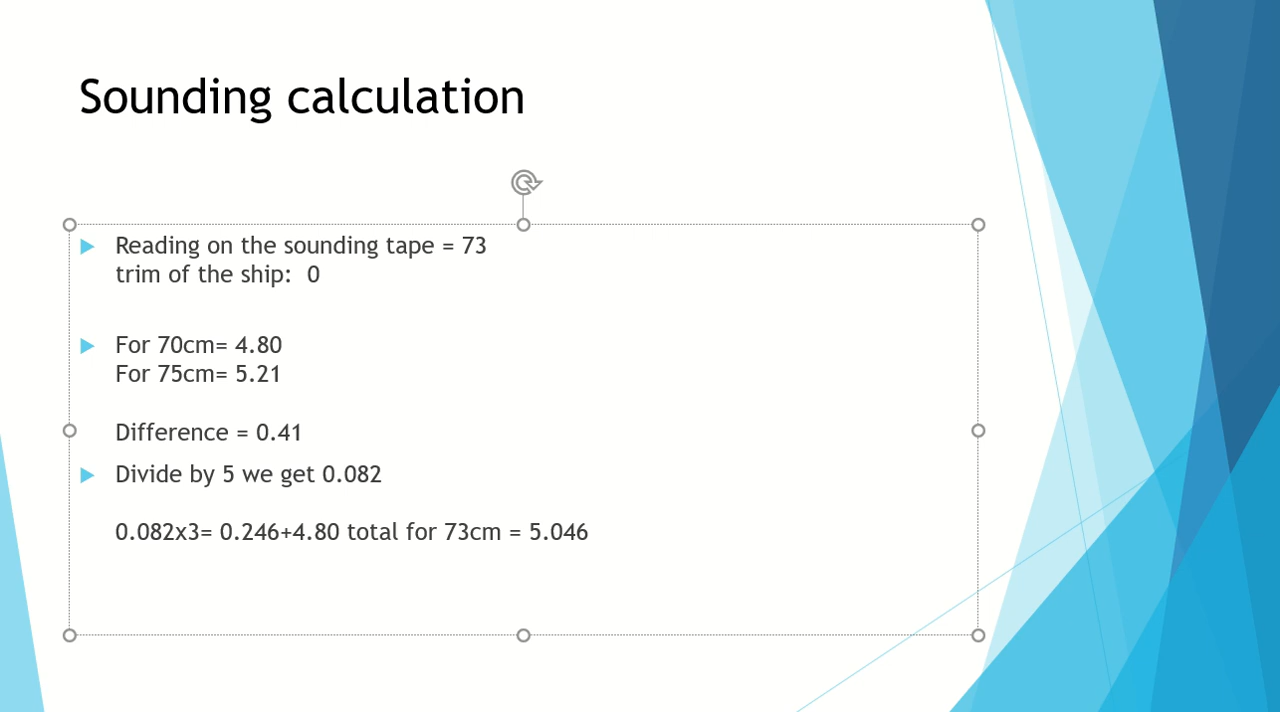 Sounding calculation
Reading on the sounding tape = 73
trim of the ship:  0
For 70cm= 4.80
For 75cm= 5.21
Difference = 0.41
Divide by 5 we get 0.082
0.082x3= 0.246+4.80 total for 73cm = 5.046